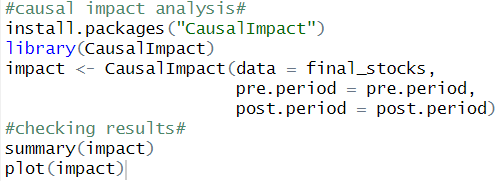 #causal impact analysis#
install.packages("CausalImpact")
library(CausalImpact)
impact <- CausalImpact(data = final_stocks,
                       pre.period = pre.period,
                       post.period = post.period)
#checking results#
summary(impact)
plot(impact)